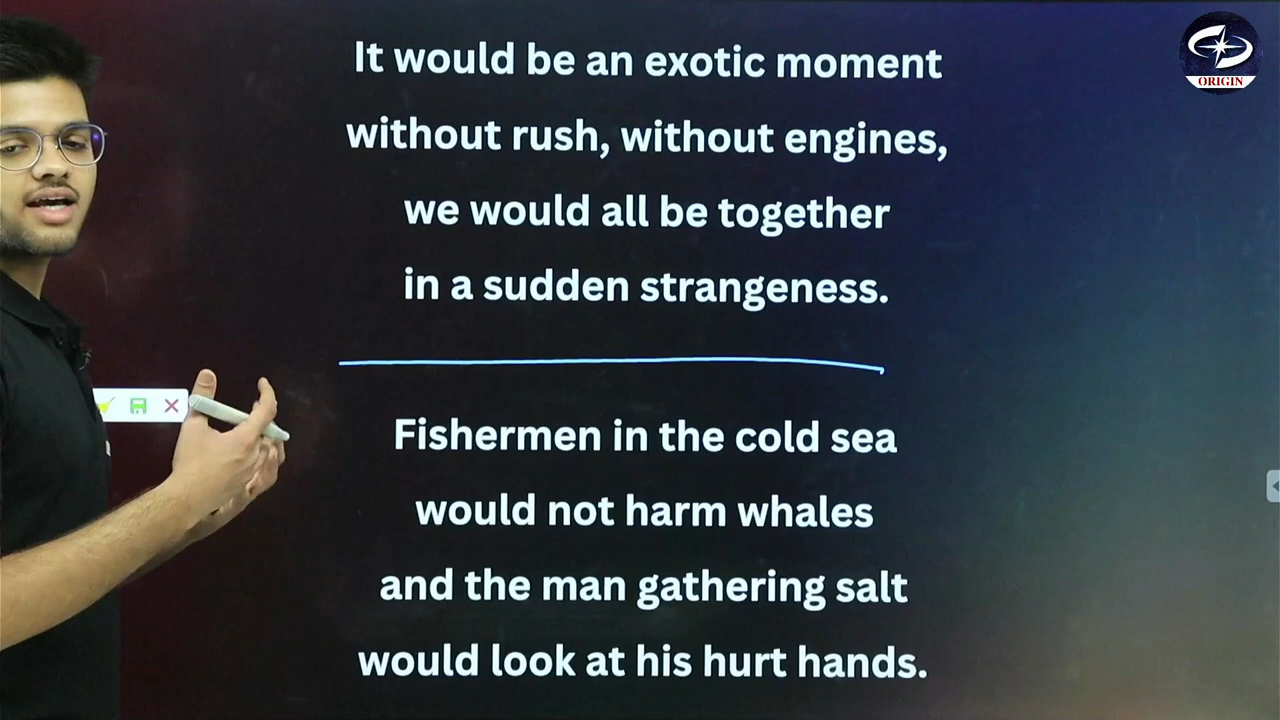 It would be an exotic moment
without rush, without engines,
we would all be together
in a sudden strangeness.
Fishermen in the cold sea
would not harm whales
and the man gathering salt
would look at his hurt hands.
ORIGIN